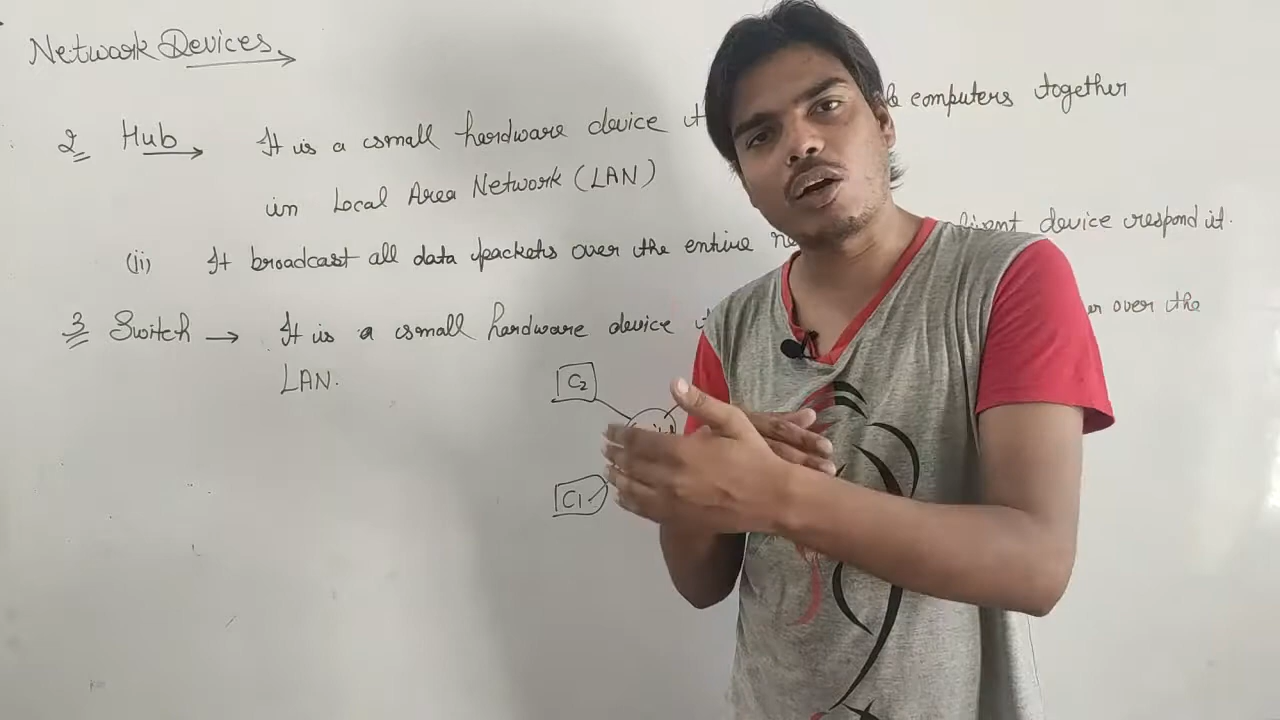 Network Devices
2 Hub It is a small hardware device computers together
in Local Area Network (LAN)
(ii) It broadcast all data packets over the entire device respond it.
3 Switch → It is a small hardware device over the
LAN.
C2
C1